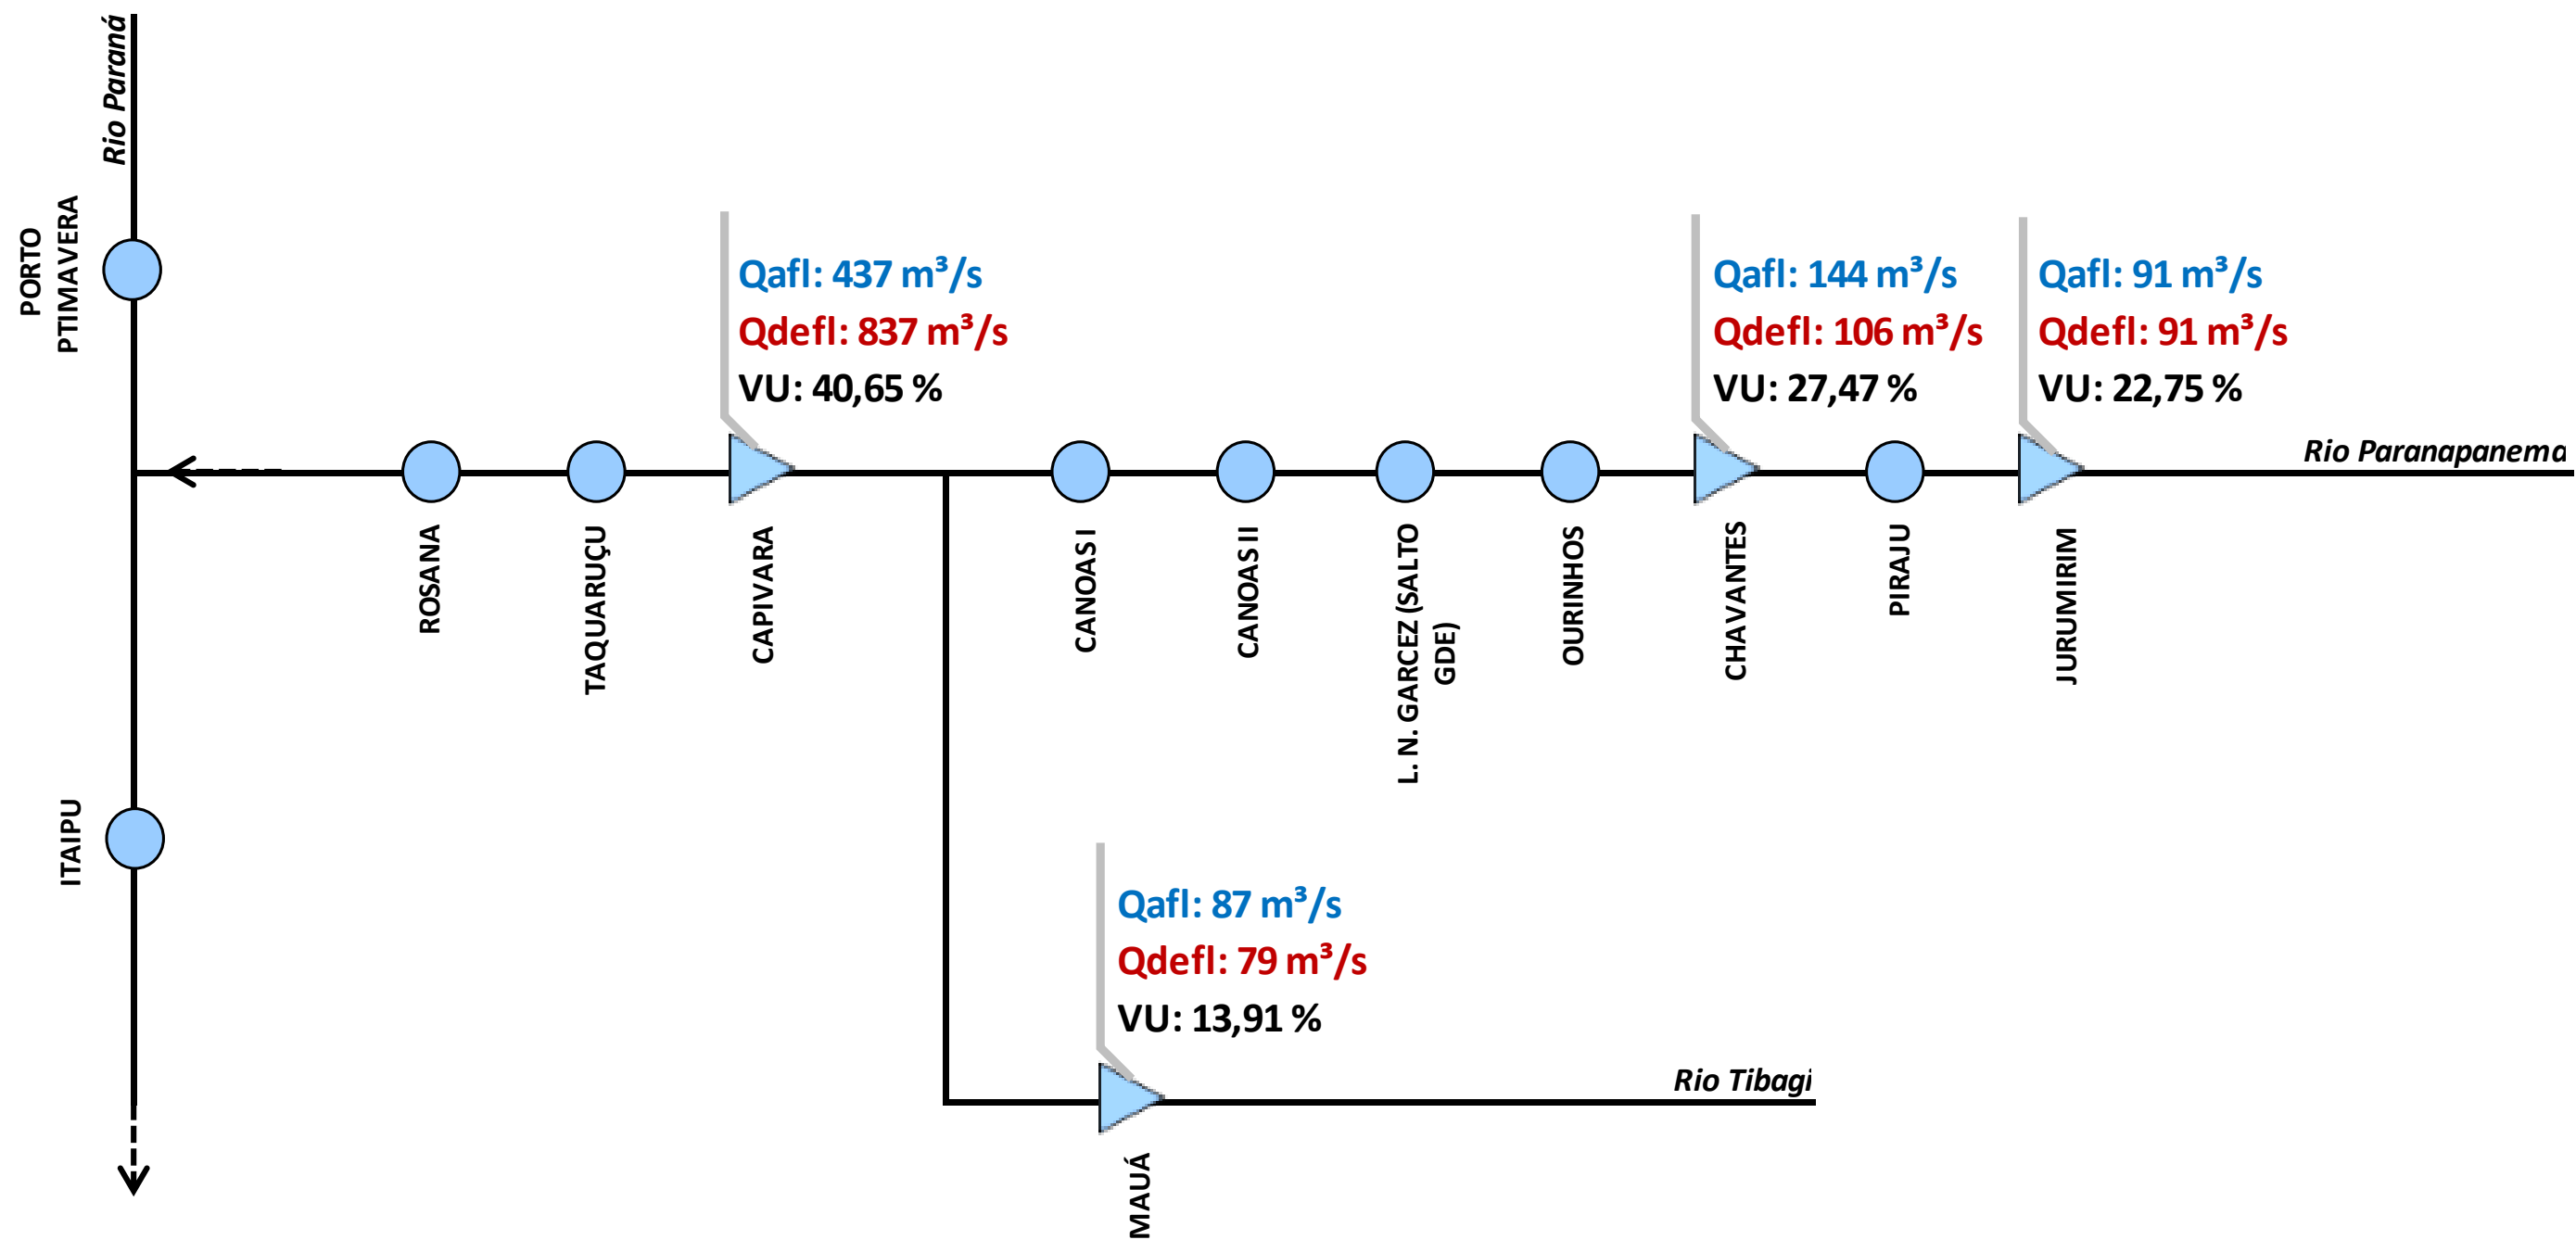 Rio Paraná
PORTO
PTIMAVERA
Qafl: 437 m³/s
Qdefl: 837 m³/s
VU: 40,65 %
Qafl: 144 m³/s
Qdefl: 106 m³/s
VU: 27,47 %
Qafl: 91 m³/s
Qdefl: 91 m³/s
VU: 22,75 %
Rio Paranapanema
ROSANA
TAQUARUÇU
CAPIVARA
CANOAS I
CANOAS II
L. N. GARCEZ (SALTO
GDE)
OURINHOS
CHAVANTES
PIRAJU
JURUMIRIM
ITAIPU
Qafl: 87 m³/s
Qdefl: 79 m³/s
VU: 13,91 %
Rio Tibagi
MAUÁ